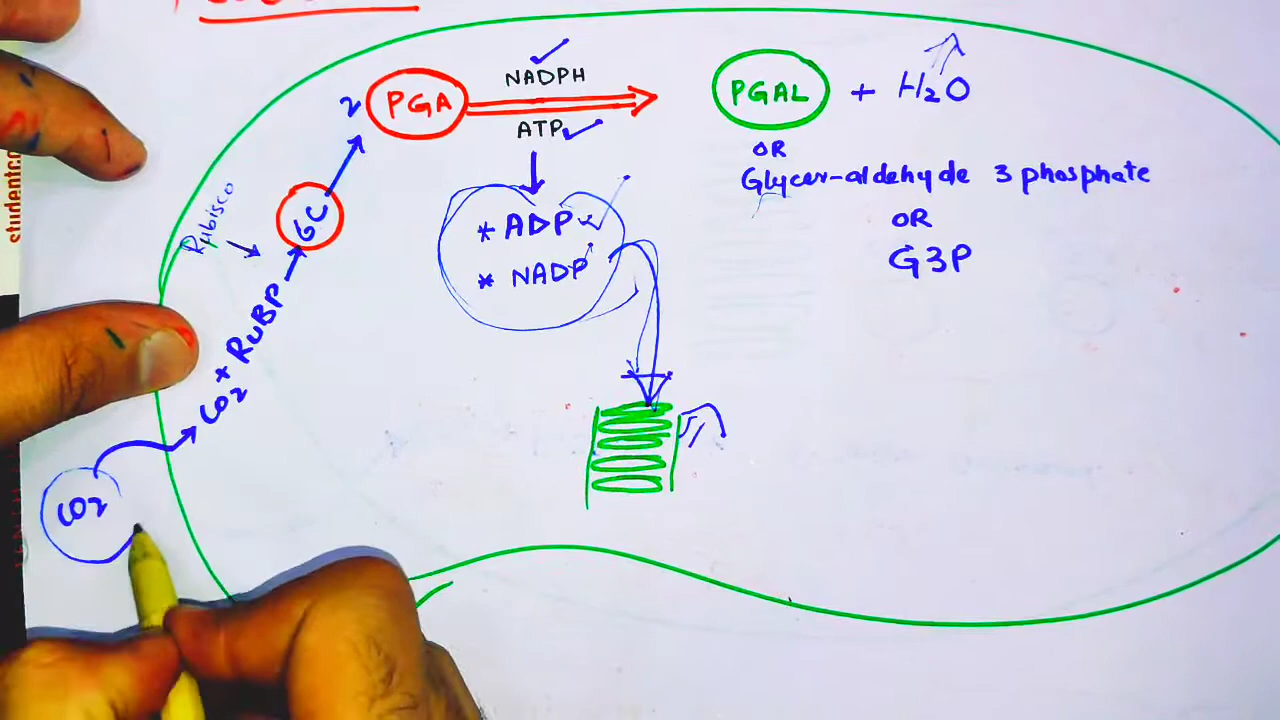 NADPH
2 PGA
ATP
PGAL + H2O
OR
Glycer-aldehyde 3 phosphate
OR
G3P
* ADP
* NADP
Rubisco
6C
CO2 + RuBP
CO2
studentco